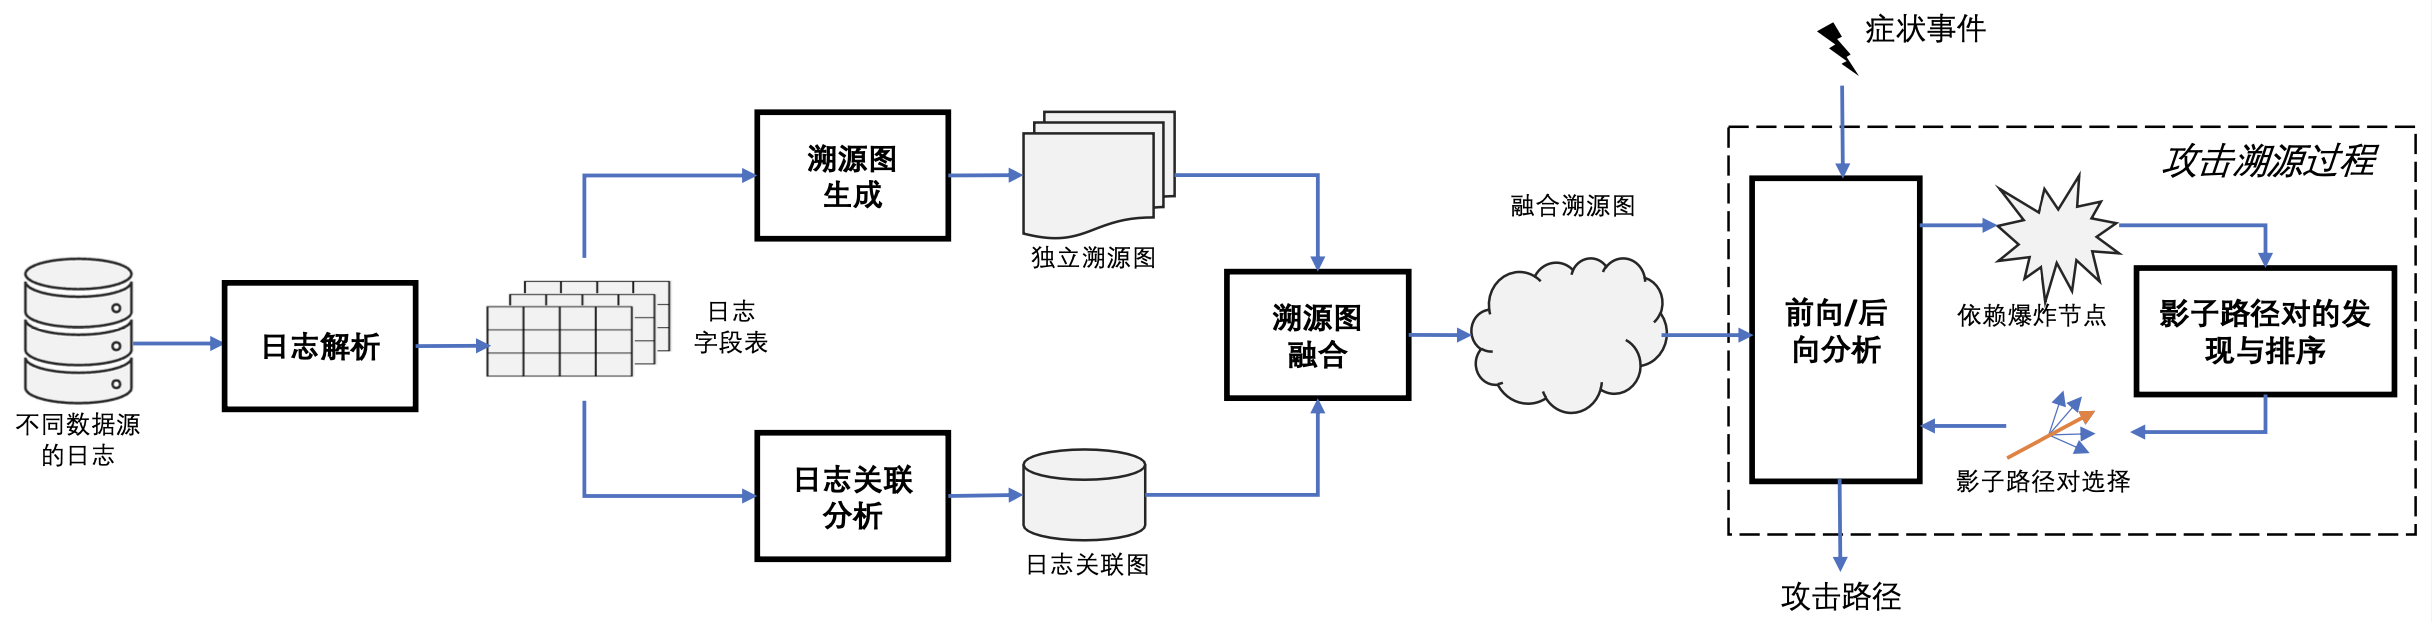 不同数据源
的日志
日志解析
日志
字段表
溯源图
生成
独立溯源图
日志关联
分析
日志关联图
溯源图
融合
融合溯源图
症状事件
攻击溯源过程
前向/后
向分析
依赖爆炸节点
影子路径对的发
现与排序
影子路径对选择
攻击路径